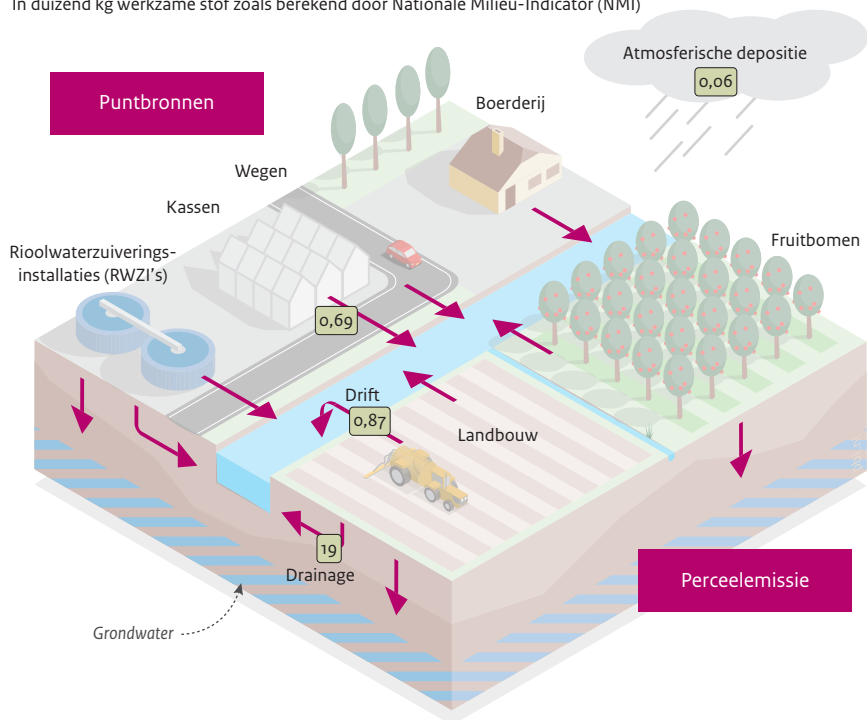 In duizend kg werkzame stof zoals berekend door Nationale Milieu-Indicator (NMI)
Atmosferische depositie
0,06
Puntbronnen
Boerderij
Wegen
Kassen
Fruitbomen
Rioolwaterzuiverings-
installaties (RWZI's)
0,69
Drift
0,87
Landbouw
19
Drainage
Perceelemissie
Grondwater